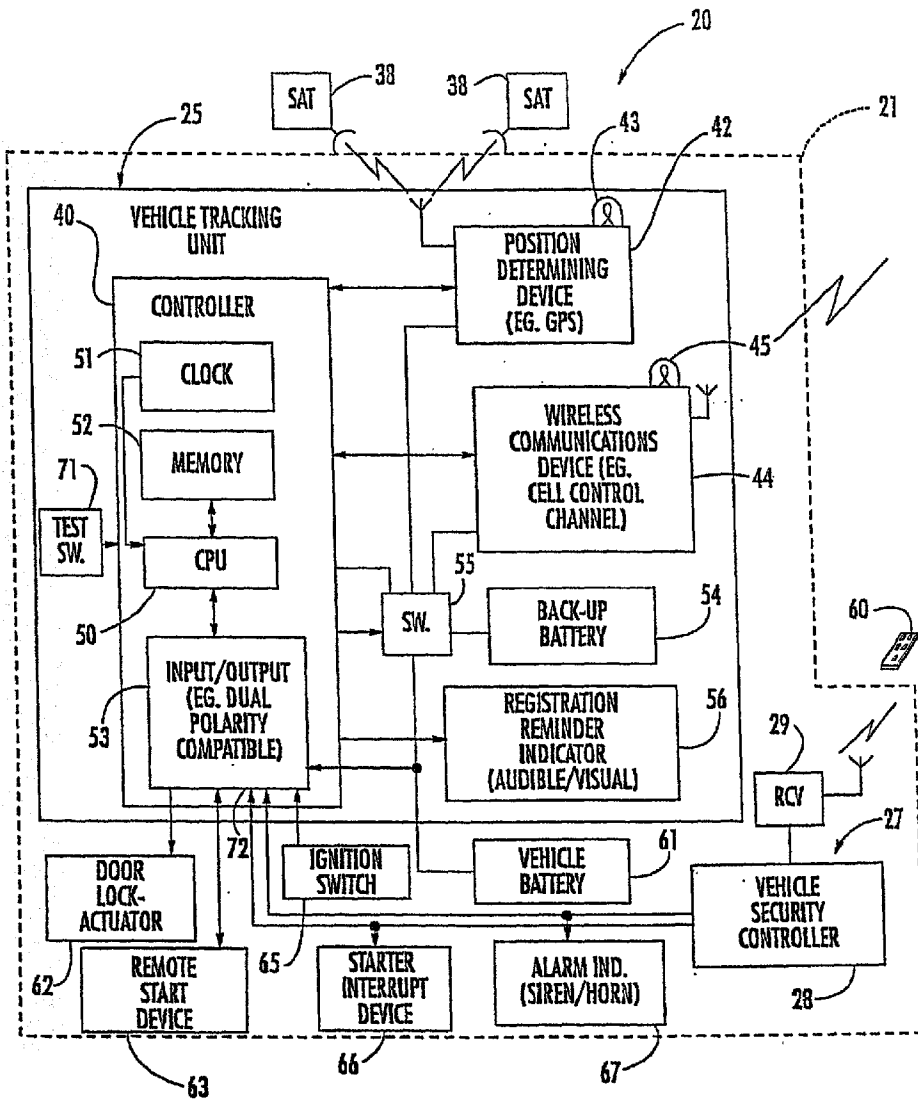 20
38
SAT
38
SAT
25
43
42
21
VEHICLE TRACKING
UNIT
40
POSITION
DETERMINING
DEVICE
(EG. GPS)
CONTROLLER
51
CLOCK
45
52
MEMORY
WIRELESS
COMMUNICATIONS
DEVICE (EG.
CELL CONTROL
CHANNEL)
44
71
TEST
SW.
CPU
50
55
SW.
BACK-UP
BATTERY
54
60
53
INPUT/OUTPUT
(EG. DUAL
POLARITY
COMPATIBLE)
REGISTRATION
REMINDER
INDICATOR
(AUDIBLE/VISUAL)
56
29
RCV
27
72
DOOR
LOCK-
ACTUATOR
62
IGNITION
SWITCH
65
VEHICLE
BATTERY
61
VEHICLE
SECURITY
CONTROLLER
28
REMOTE
START
DEVICE
63
STARTER
INTERRUPT
DEVICE
66
ALARM IND.
(SIREN/HORN)
67